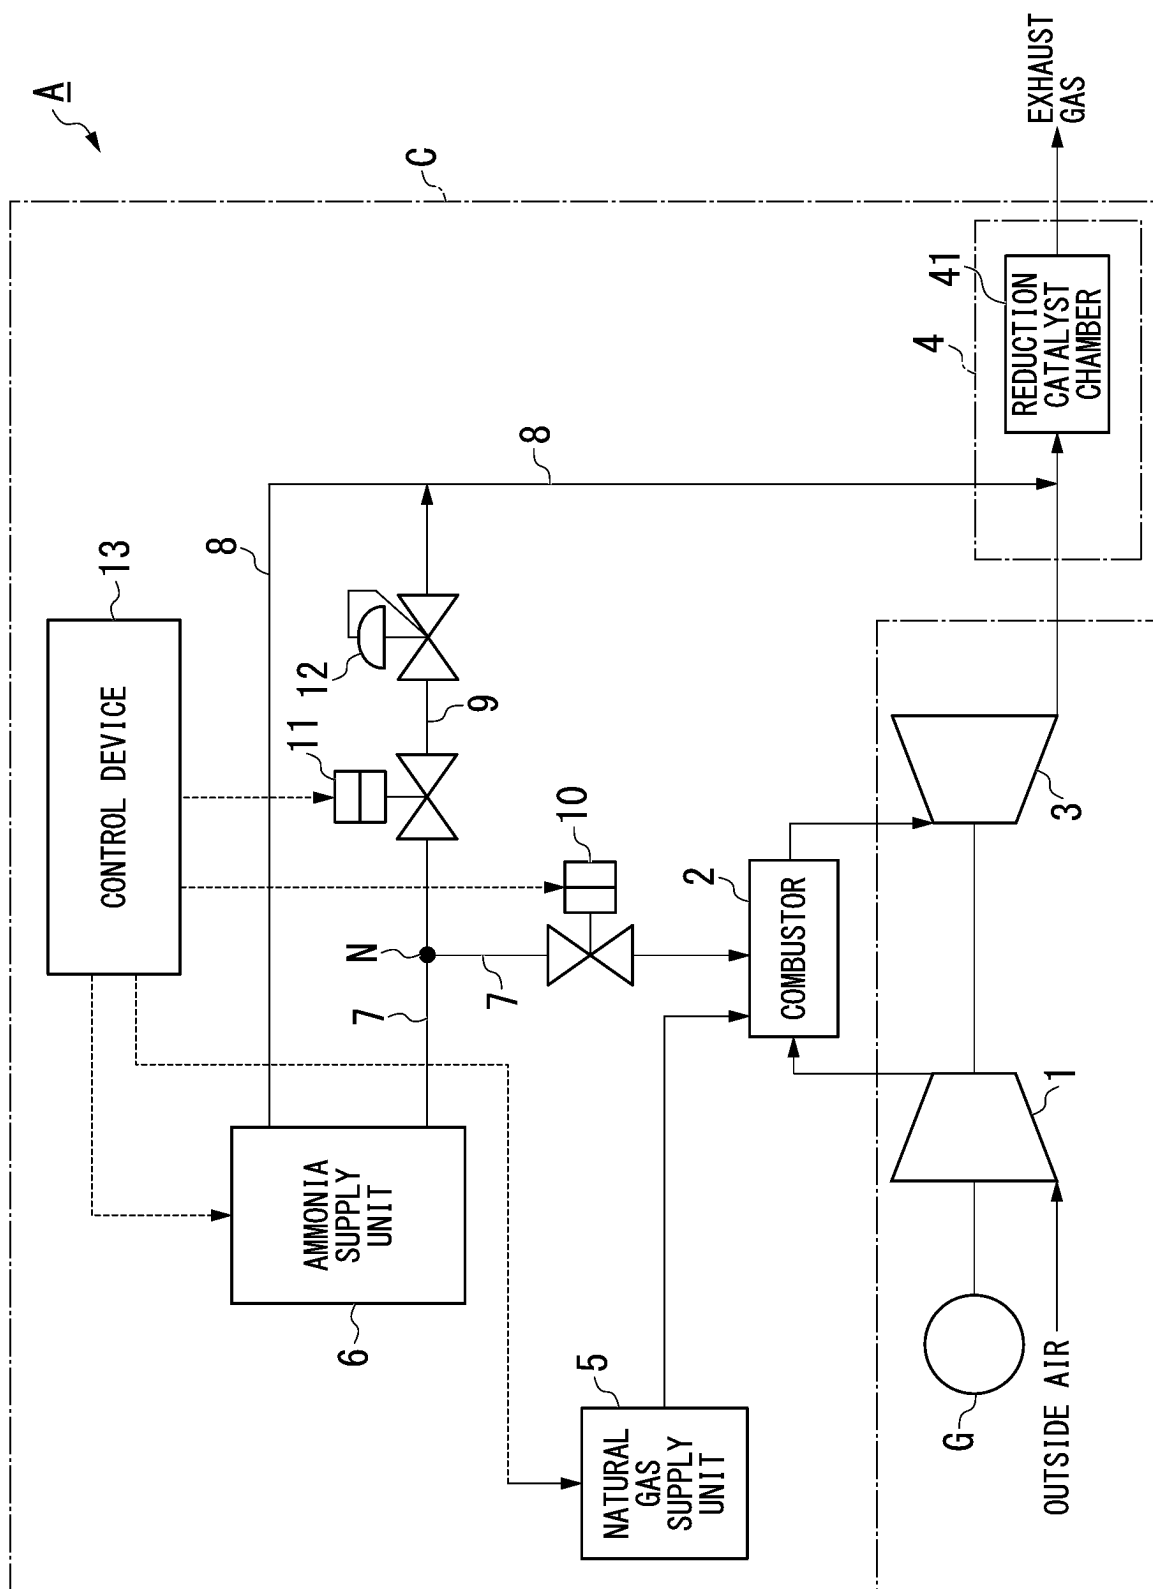 A
C
13
CONTROL DEVICE
8
8
12
11
9
10
N
7
7
AMMONIA
SUPPLY
UNIT
6
NATURAL
GAS
SUPPLY
UNIT
5
2
COMBUSTOR
4
41
REDUCTION
CATALYST
CHAMBER
EXHAUST
GAS
3
1
G
OUTSIDE AIR